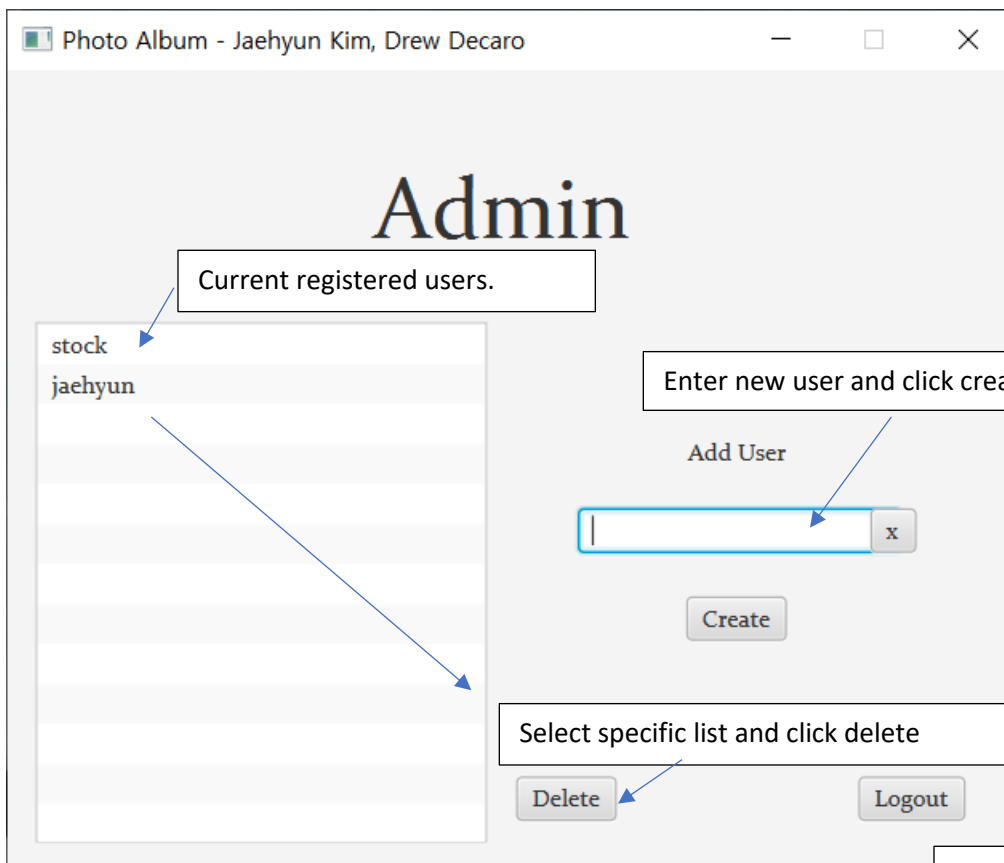 Photo Album - Jaehyun Kim, Drew Decaro
Admin
Current registered users.
stock
jaehyun
Enter new user and click crea
Add User
x
Create
Select specific list and click delete
Delete
Logout